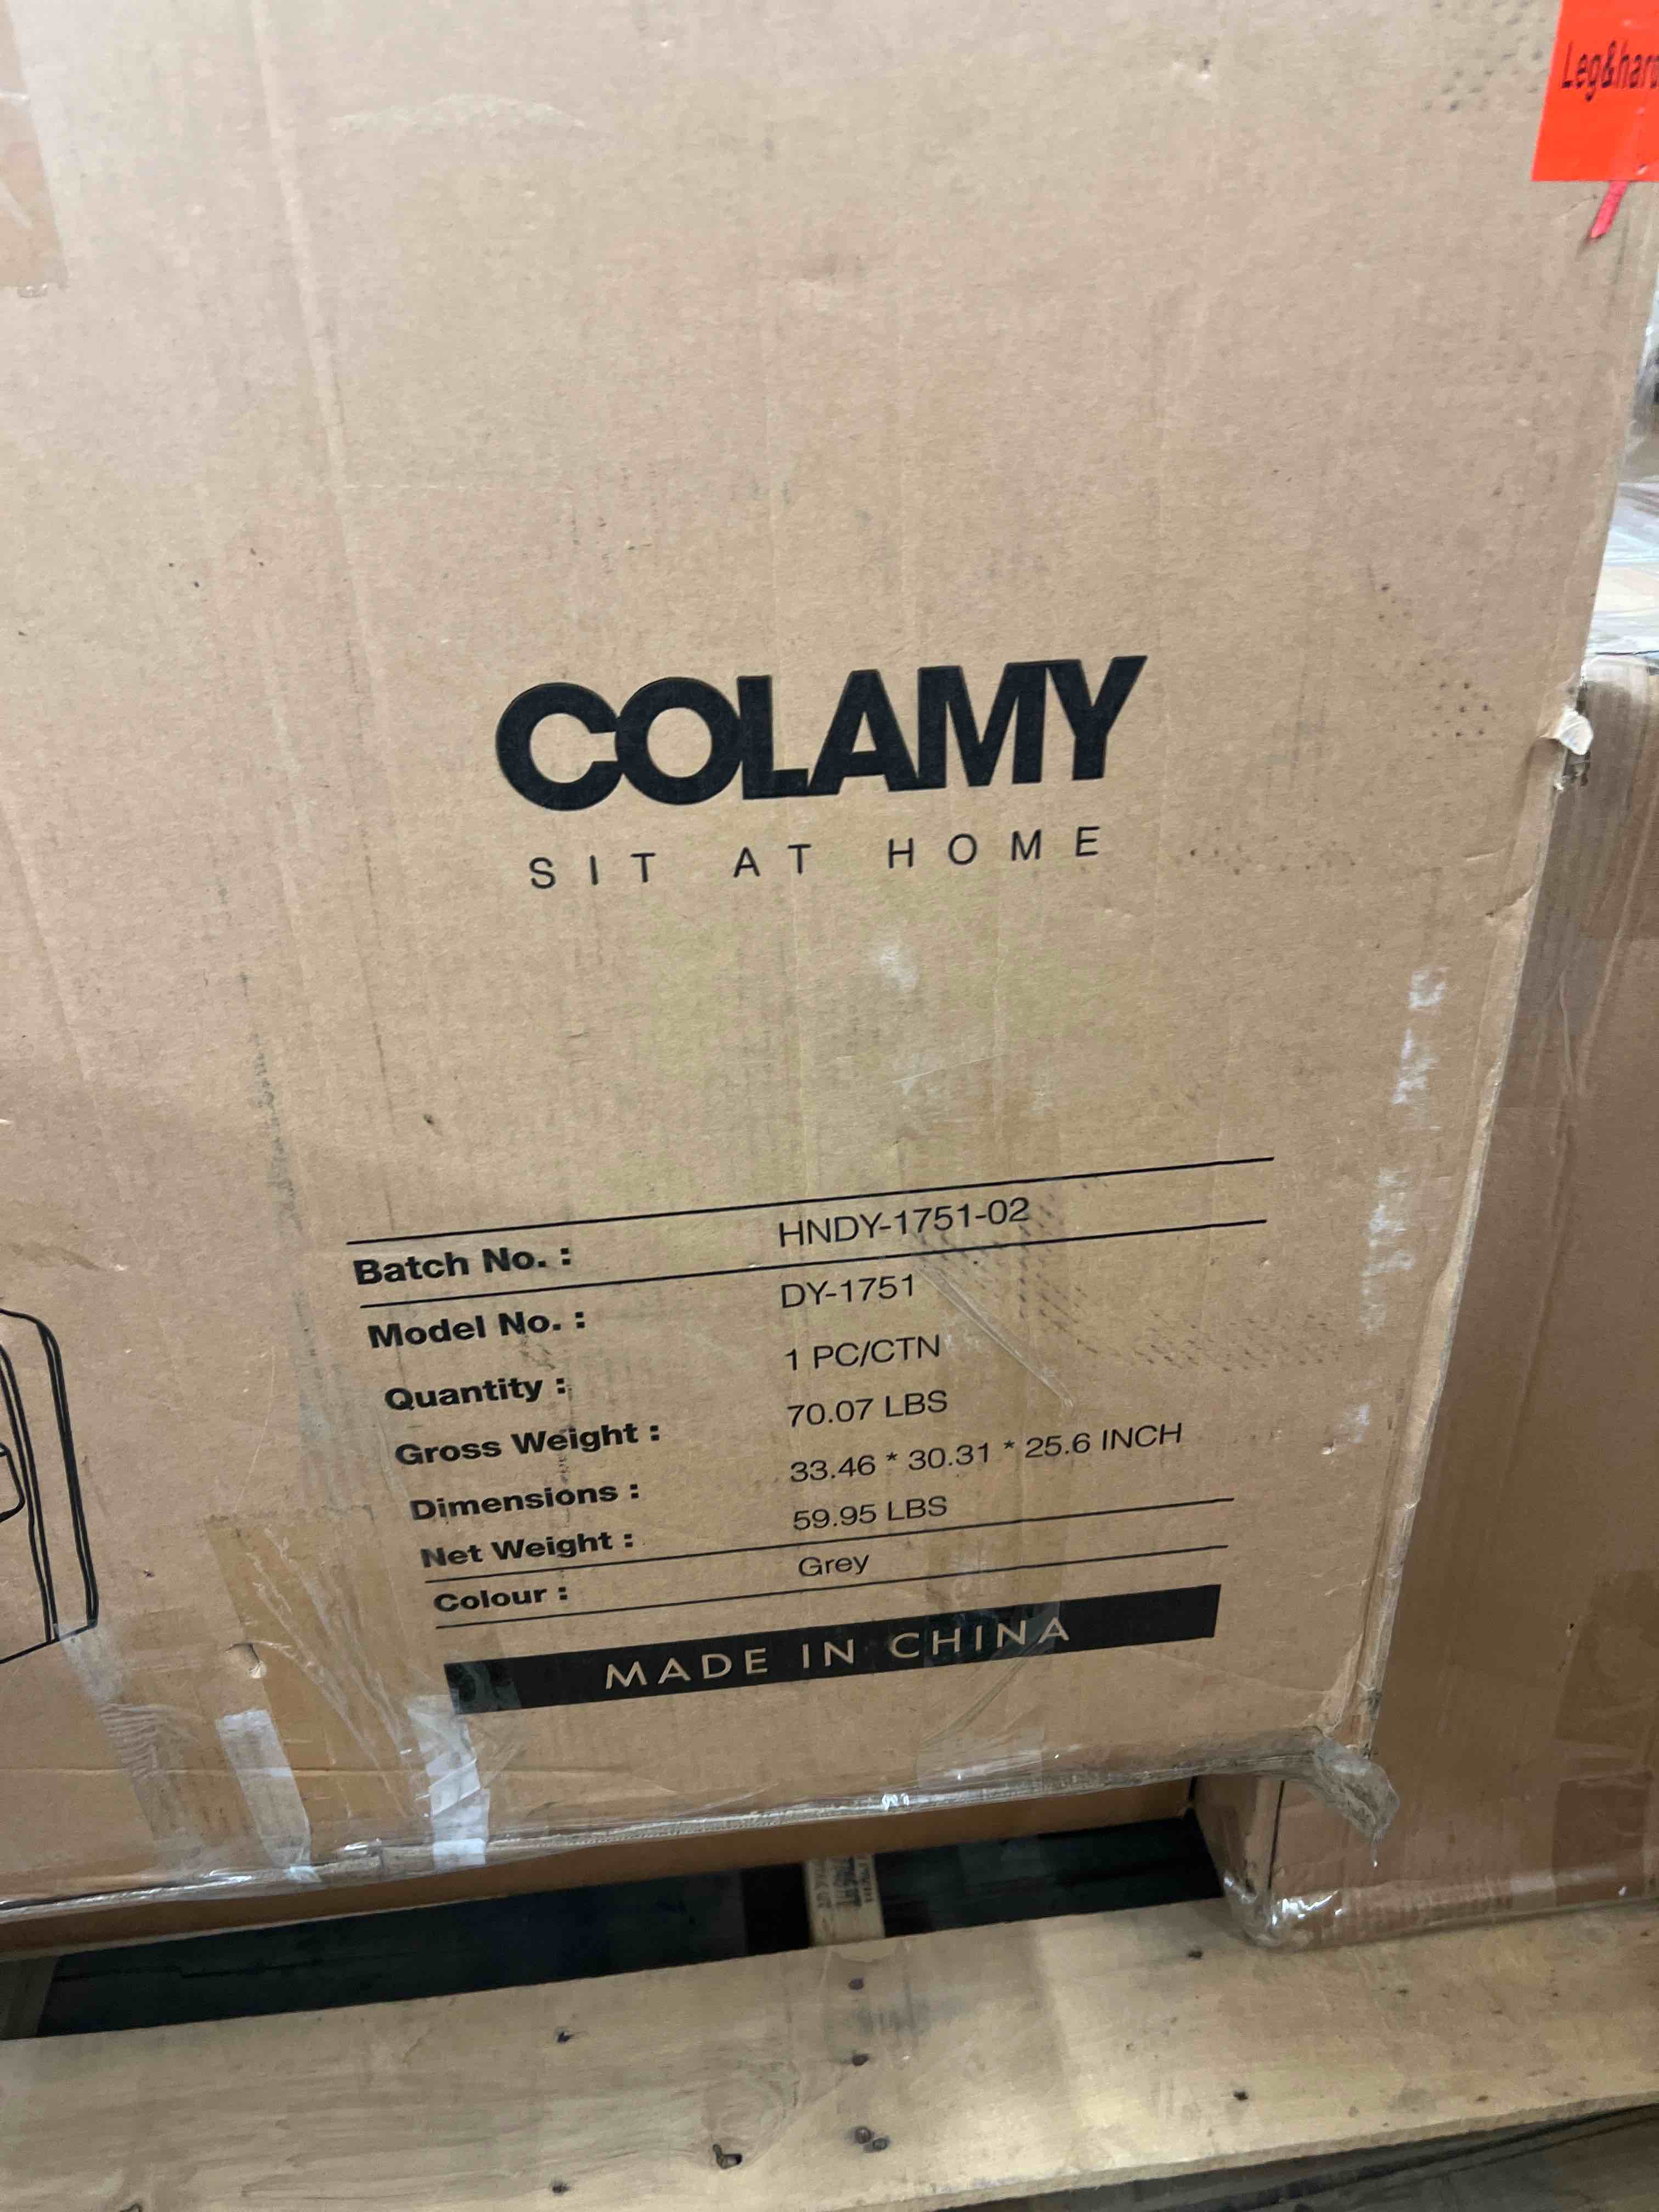 Leg&hard
COLAMY
SIT AT HOME
Batch No. : HNDY-1751-02
Model No. : DY-1751
Quantity : 1 PC/CTN
Gross Weight : 70.07 LBS
Dimensions : 33.46 * 30.31 * 25.6 INCH
Net Weight : 59.95 LBS
Colour : Grey
MADE IN CHINA